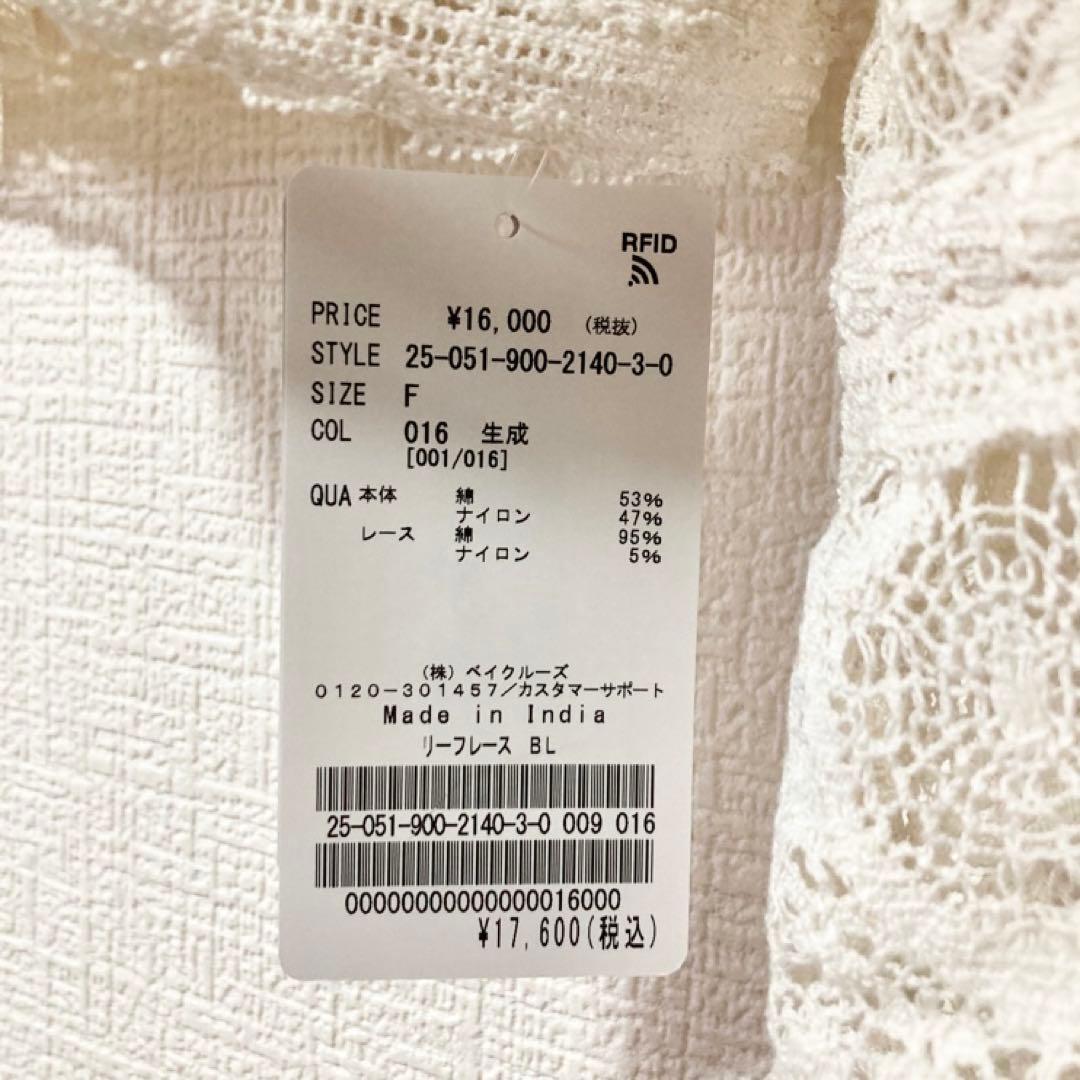 RFID
PRICE ¥16,000 (税抜)
STYLE 25-051-900-2140-3-0
SIZE F
COL 016 生成
[001/016]
QUA 本体 綿 53%
ナイロン 47%
レース 綿 95%
ナイロン 5%
(株) ベイクルーズ
0120-301457/カスタマーサポート
Made in India
リーフレース BL
25-051-900-2140-3-0 009 016
00000000000000016000
¥17,600(税込)